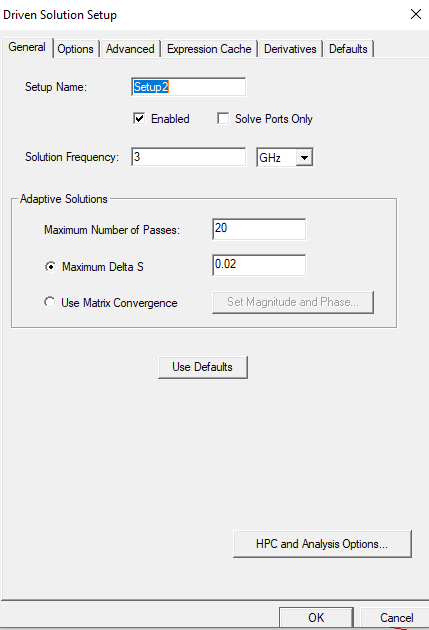 Driven Solution Setup
General Options Advanced Expression Cache Derivatives Defaults
Setup Name: Setup2
Enabled Solve Ports Only
Solution Frequency: 3 GHz
Adaptive Solutions
Maximum Number of Passes: 20
Maximum Delta S 0.02
Use Matrix Convergence Set Magnitude and Phase...
Use Defaults
HPC and Analysis Options...
OK Cancel